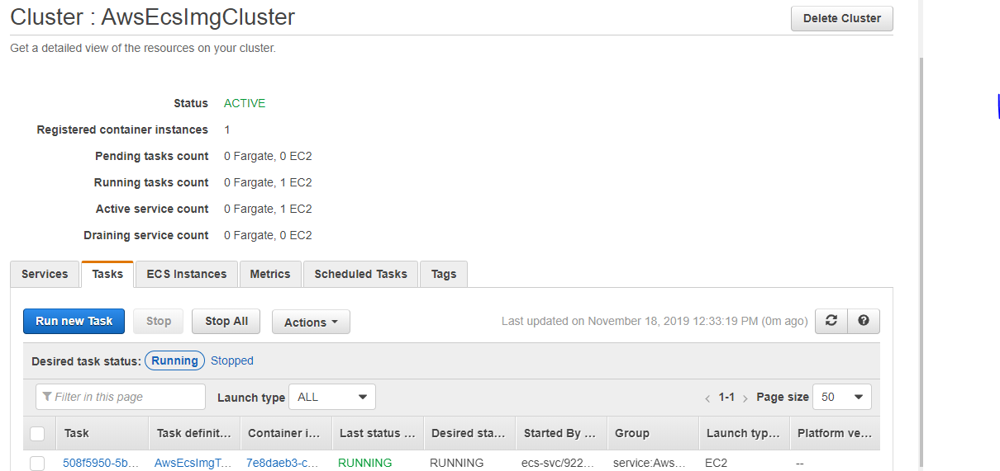 Cluster : AwsEcsImgCluster
Delete Cluster
Get a detailed view of the resources on your cluster.
Status ACTIVE
Registered container instances 1
Pending tasks count 0 Fargate, 0 EC2
Running tasks count 0 Fargate, 1 EC2
Active service count 0 Fargate, 1 EC2
Draining service count 0 Fargate, 0 EC2
Services Tasks ECS Instances Metrics Scheduled Tasks Tags
Run new Task Stop Stop All Actions Last updated on November 18, 2019 12:33:19 PM (0m ago)
Desired task status: Running Stopped
Filter in this page Launch type ALL 1-1 Page size 50
Task Task definit... Container i... Last status ... Desired sta... Started By ... Group Launch typ... Platform ve...
508f5950-5b... AwsEcsImgT... 7e8daeb3-c... RUNNING RUNNING ecs-svc/922... service:Aws... EC2 --